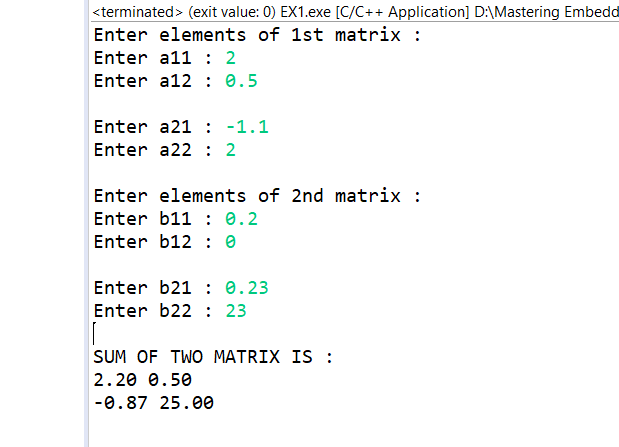 <terminated> (exit value: 0) EX1.exe [C/C++ Application] D:\Mastering Embedd
Enter elements of 1st matrix :
Enter a11 : 2
Enter a12 : 0.5
Enter a21 : -1.1
Enter a22 : 2
Enter elements of 2nd matrix :
Enter b11 : 0.2
Enter b12 : 0
Enter b21 : 0.23
Enter b22 : 23
SUM OF TWO MATRIX IS :
2.20 0.50
-0.87 25.00